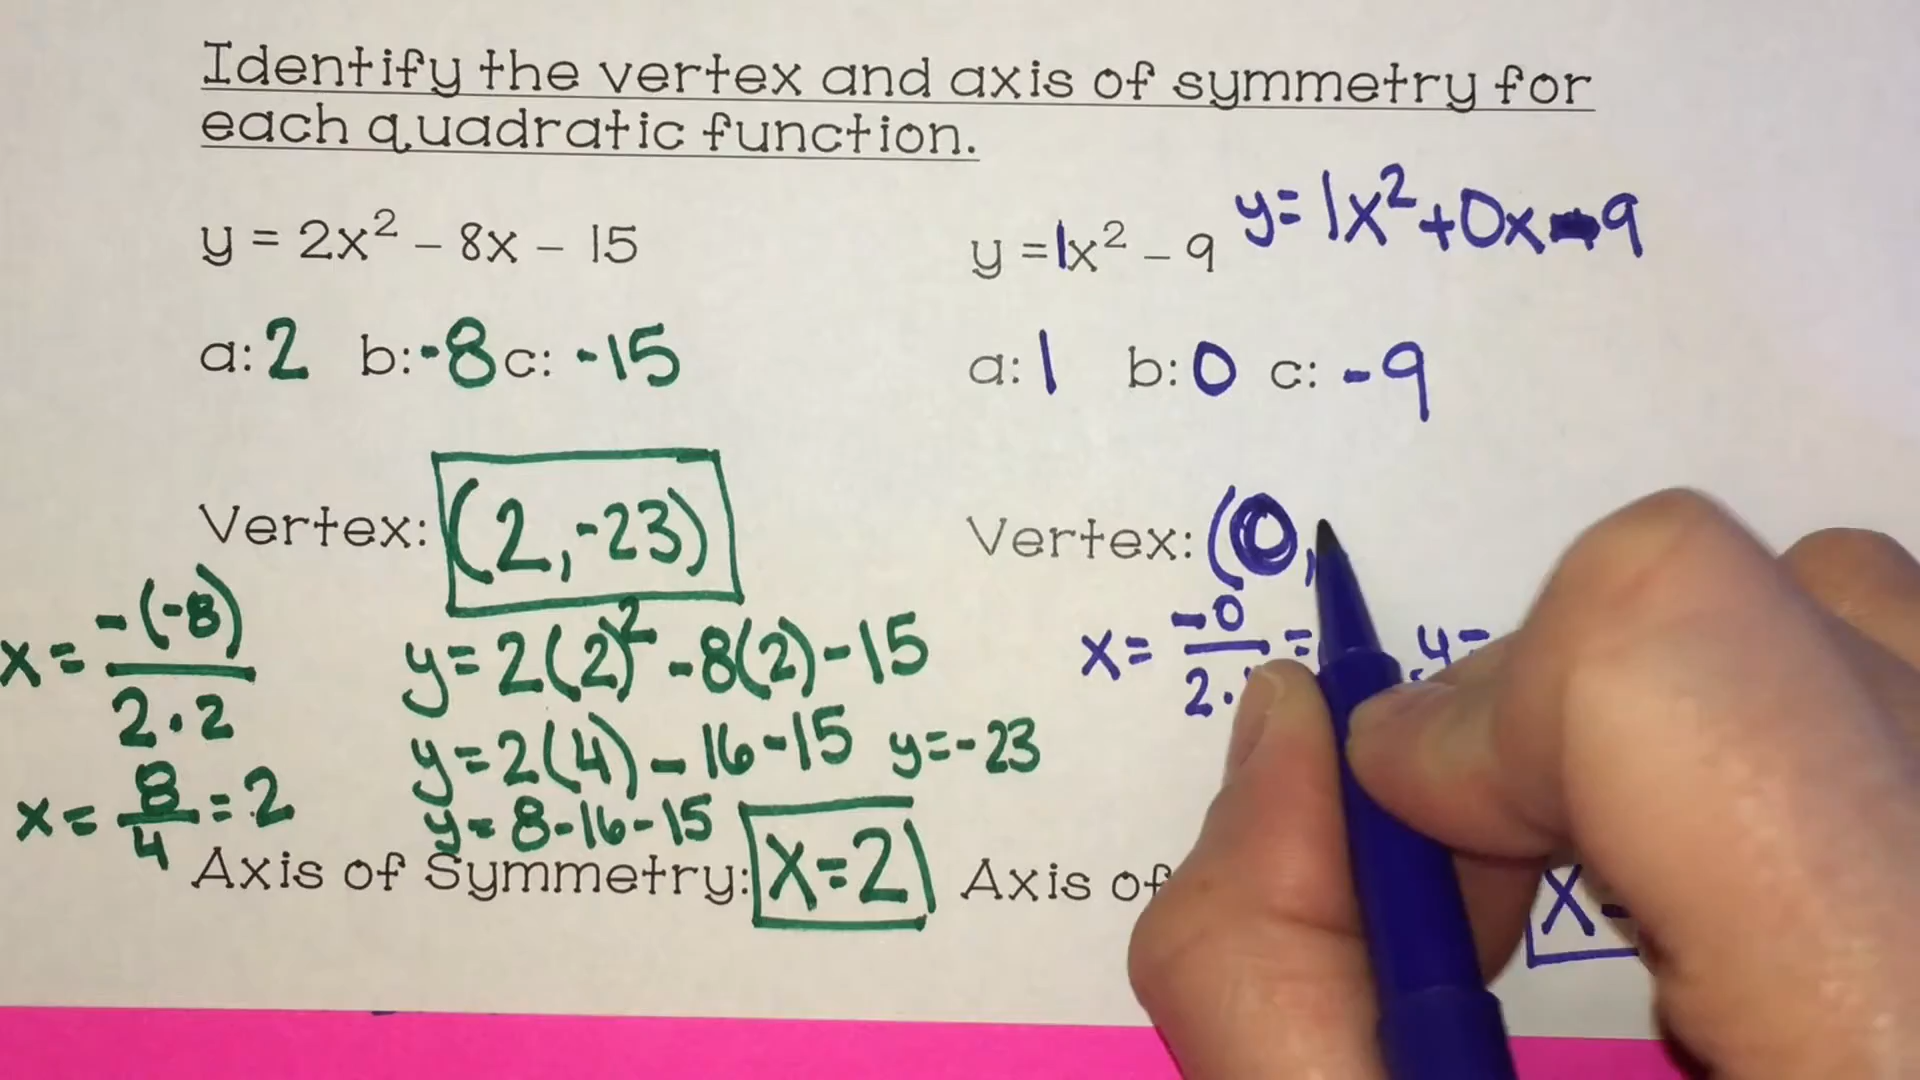 Identify the vertex and axis of symmetry for
each quadratic function.
y = 2x² – 8x – 15
a: 2 b: -8 c: -15
Vertex: (2, -23)
x = -(-8) / 2 · 2
x = 8/4 = 2
y = 2(2)² - 8(2) - 15
y = 2(4) - 16 - 15 y = -23
y = 8 - 16 - 15
Axis of Symmetry: x = 2
y = 1x² – 9 y = 1x² + 0x - 9
a: 1 b: 0 c: -9
Vertex: (0,
x = -0 / 2 · = y =
Axis of x